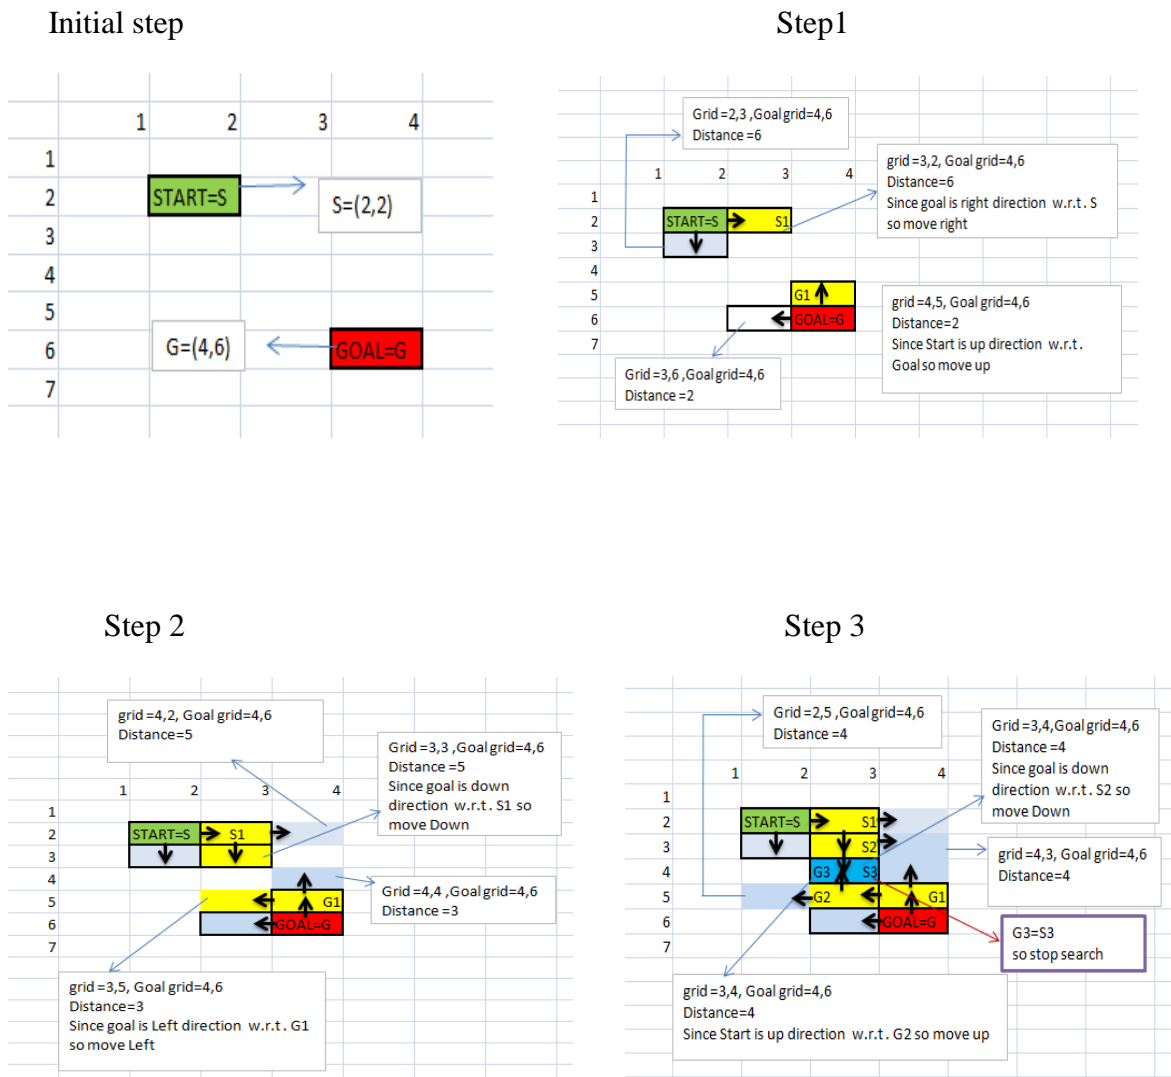 Initial step
1 2 3 4
1
2 START=S S=(2,2)
3
4
5
6 G=(4,6) GOAL=G
7
Step1
Grid =2,3 ,Goal grid=4,6
Distance =6
grid =3,2, Goal grid=4,6
Distance=6
Since goal is right direction w.r.t. S
so move right
1 2 3 4
1
2 START=S S1
3
4
5 G1
6 GOAL=G
7
grid=4,5, Goal grid=4,6
Distance=2
Since Start is up direction w.r.t.
Goal so move up
Grid =3,6 ,Goal grid=4,6
Distance =2
Step 2
grid =4,2, Goal grid=4,6
Distance=5
Grid =3,3 ,Goal grid=4,6
Distance =5
Since goal is down
direction w.r.t. S1 so
move Down
1 2 3 4
1
2 START=S S1
3
4
5 G1
6 GOAL=G
7
Grid =4,4 ,Goal grid=4,6
Distance =3
grid =3,5, Goal grid=4,6
Distance=3
Since goal is Left direction w.r.t. G1
so move Left
Step 3
Grid =2,5 ,Goal grid=4,6
Distance =4
Grid =3,4,Goal grid=4,6
Distance =4
Since goal is down
direction w.r.t. S2 so
move Down
1 2 3 4
1
2 START=S S1
3 S2
4 G3 S3
5 G2 G1
6 GOAL=G
7
grid =4,3, Goal grid=4,6
Distance=4
G3=S3
so stop search
grid =3,4, Goal grid=4,6
Distance=4
Since Start is up direction w.r.t. G2 so move up